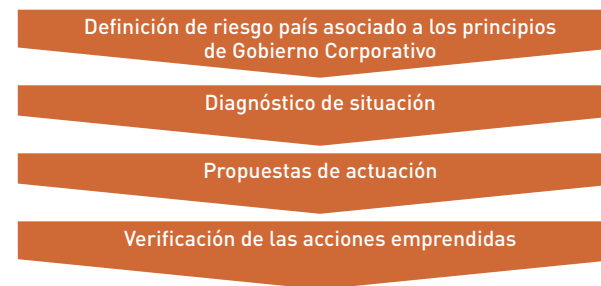 Definición de riesgo país asociado a los principios
de Gobierno Corporativo
Diagnóstico de situación
Propuestas de actuación
Verificación de las acciones emprendidas